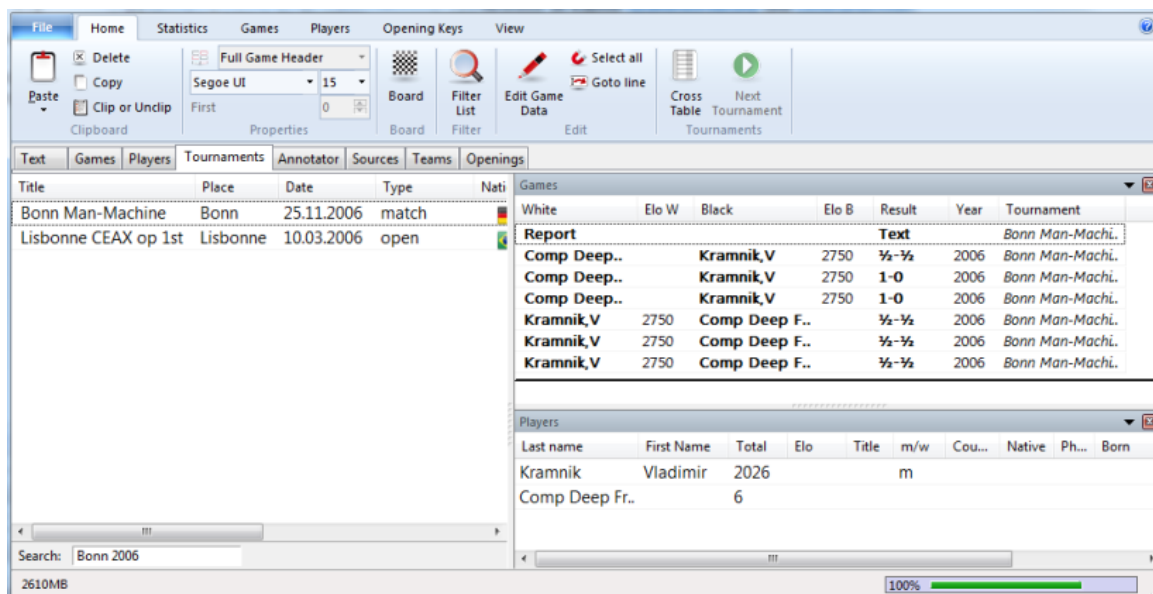 File Home Statistics Games Players Opening Keys View
Paste
Delete
Copy
Clip or Unclip
Clipboard
Full Game Header
Segoe UI 15
First 0
Properties
Board
Board
Filter List
Filter
Edit Game Data
Select all
Goto line
Edit
Cross Table
Next Tournament
Tournaments
Text Games Players Tournaments Annotator Sources Teams Openings
Title Place Date Type Nati
Bonn Man-Machine Bonn 25.11.2006 match
Lisbonne CEAX op 1st Lisbonne 10.03.2006 open
Search: Bonn 2006
Games
White Elo W Black Elo B Result Year Tournament
Report Text Bonn Man-Machi..
Comp Deep.. Kramnik,V 2750 ½-½ 2006 Bonn Man-Machi..
Comp Deep.. Kramnik,V 2750 1-0 2006 Bonn Man-Machi..
Comp Deep.. Kramnik,V 2750 1-0 2006 Bonn Man-Machi..
Kramnik,V 2750 Comp Deep F.. ½-½ 2006 Bonn Man-Machi..
Kramnik,V 2750 Comp Deep F.. ½-½ 2006 Bonn Man-Machi..
Kramnik,V 2750 Comp Deep F.. ½-½ 2006 Bonn Man-Machi..
Players
Last name First Name Total Elo Title m/w Cou... Native Ph... Born
Kramnik Vladimir 2026 m
Comp Deep Fr.. 6
2610MB 100%